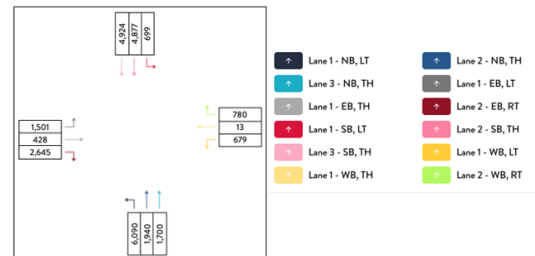 4,924
4,877
699
1,501
428
2,645
780
13
679
6,090
1,940
1,700
Lane 1 - NB, LT
Lane 2 - NB, TH
Lane 3 - NB, TH
Lane 1 - EB, LT
Lane 1 - EB, TH
Lane 2 - EB, RT
Lane 1 - SB, LT
Lane 2 - SB, TH
Lane 3 - SB, TH
Lane 1 - WB, LT
Lane 1 - WB, TH
Lane 2 - WB, RT